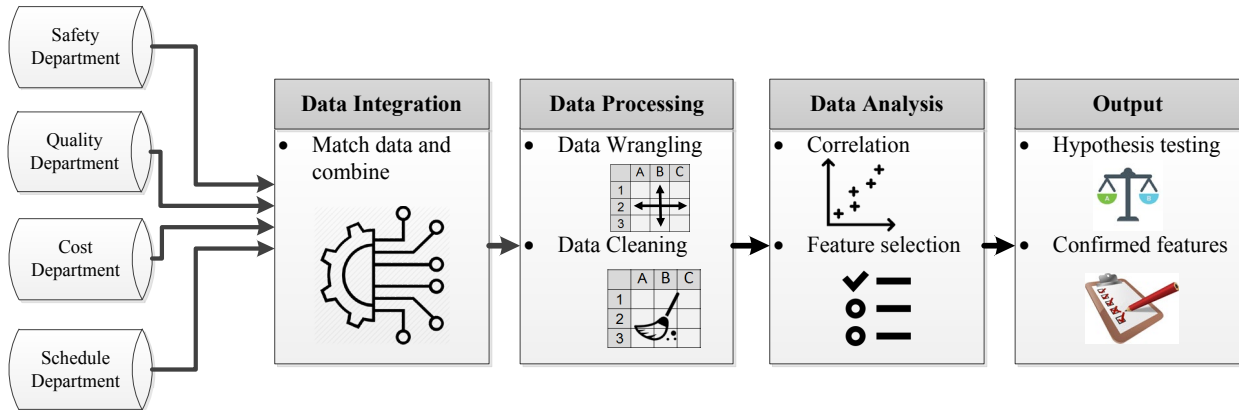 Safety
Department
Quality
Department
Cost
Department
Schedule
Department
Data Integration
• Match data and
combine
Data Processing
• Data Wrangling
A B C
1
2
3
• Data Cleaning
A B C
1
2
3
Data Analysis
• Correlation
• Feature selection
Output
• Hypothesis testing
A B
• Confirmed features